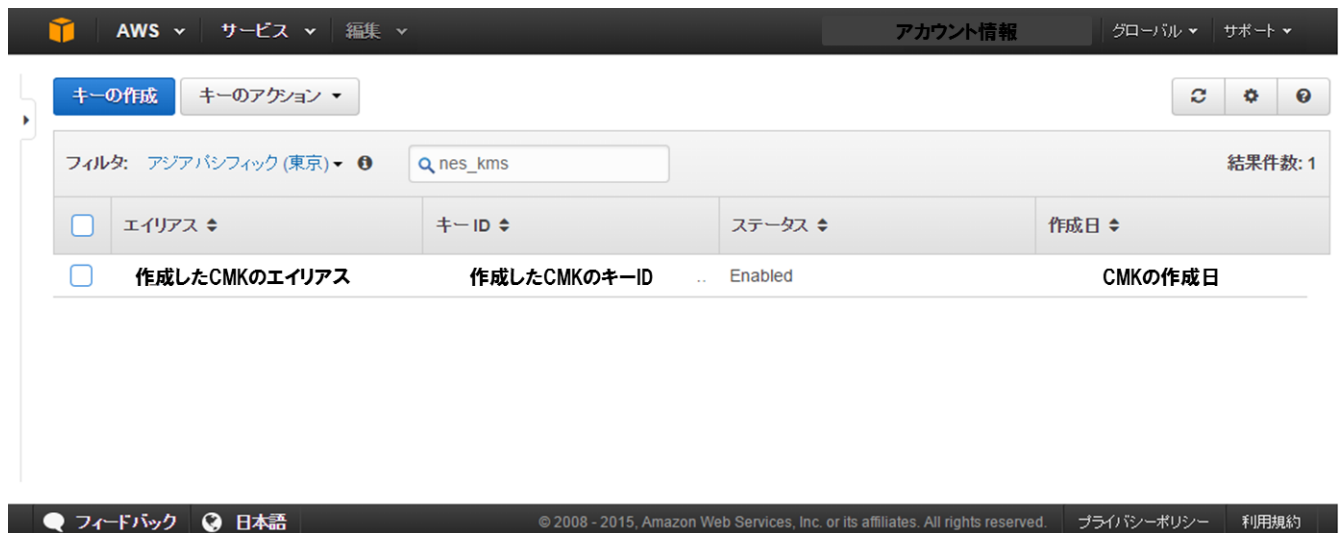 AWS サービス 編集 アカウント情報 グローバル サポート
キーの作成 キーのアクション
フィルタ: アジアパシフィック (東京) nes_kms 結果件数: 1
エイリアス キー ID ステータス 作成日
作成したCMKのエイリアス 作成したCMKのキーID .. Enabled CMKの作成日
フィードバック 日本語 © 2008 - 2015, Amazon Web Services, Inc. or its affiliates. All rights reserved. プライバシーポリシー 利用規約